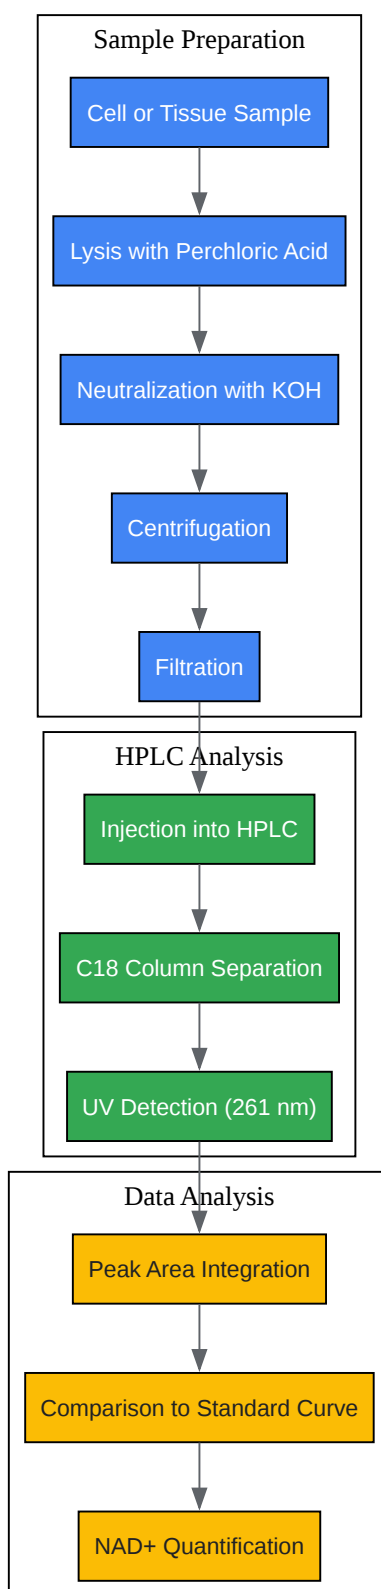 Sample Preparation
Cell or Tissue Sample
Lysis with Perchloric Acid
Neutralization with KOH
Centrifugation
Filtration
HPLC Analysis
Injection into HPLC
C18 Column Separation
UV Detection (261 nm)
Data Analysis
Peak Area Integration
Comparison to Standard Curve
NAD+ Quantification